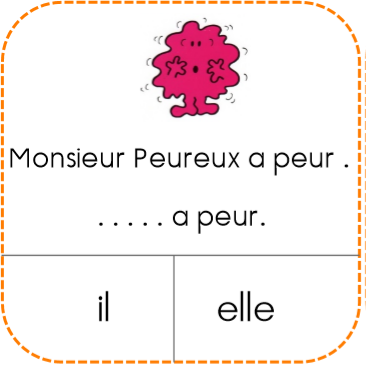 Monsieur Peureux a peur .
. . . . . a peur.
il elle